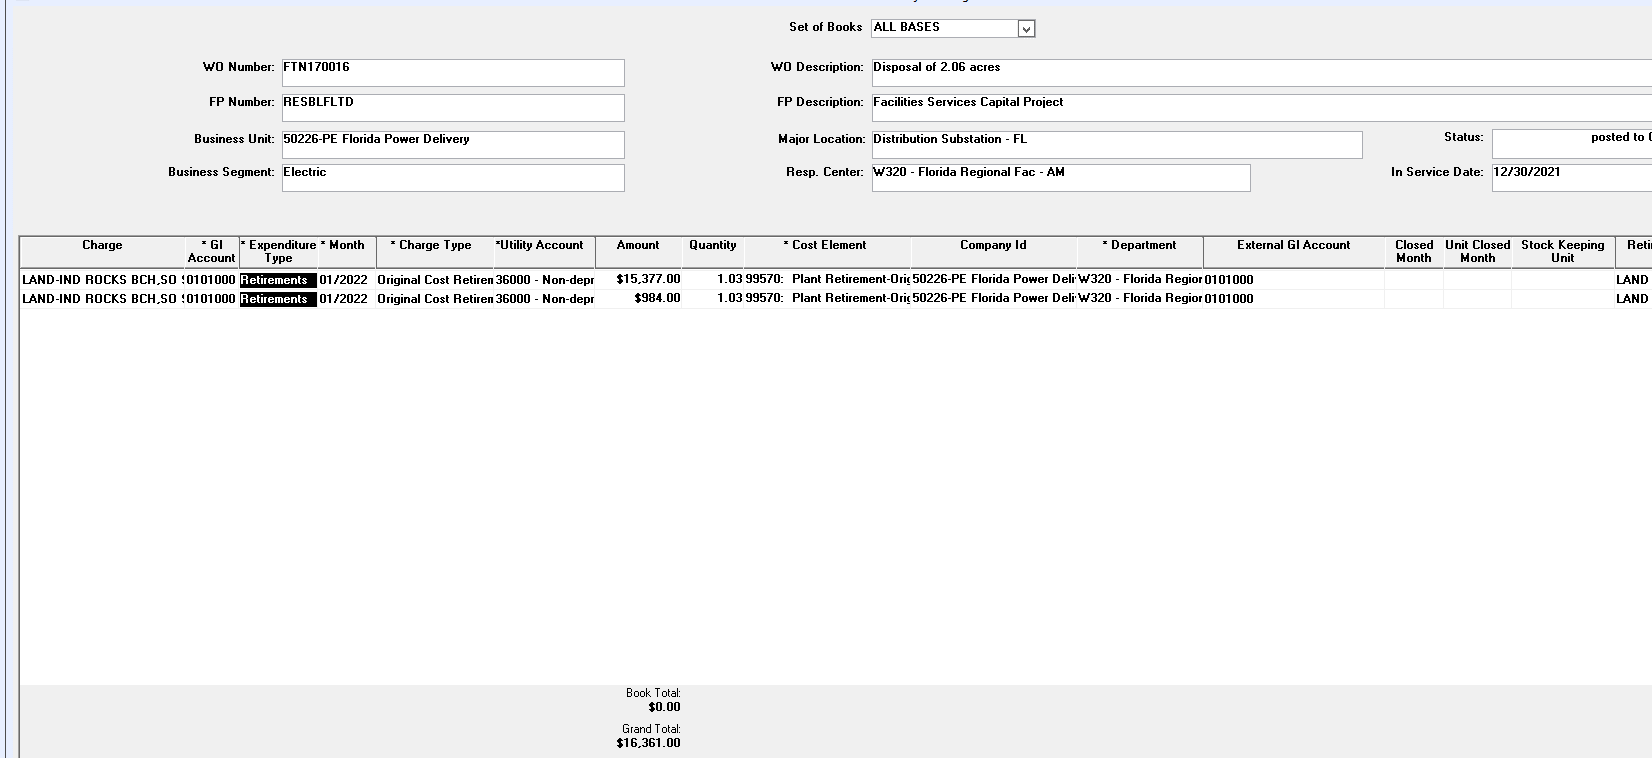 Set of Books ALL BASES
WO Number: FTN170016 WO Description: Disposal of 2.06 acres
FP Number: RESBLFLTD FP Description: Facilities Services Capital Project
Business Unit: 50226-PE Florida Power Delivery Major Location: Distribution Substation - FL Status: posted to
Business Segment: Electric Resp. Center: W320 - Florida Regional Fac - AM In Service Date: 12/30/2021
Charge * Gl Account * Expenditure Type * Month * Charge Type *Utility Account Amount Quantity * Cost Element Company Id * Department External Gl Account Closed Month Unit Closed Month Stock Keeping Unit Reti
LAND-IND ROCKS BCH,SO 0101000 Retirements 01/2022 Original Cost Retirem 36000 - Non-depr $15,377.00 1.03 99570: Plant Retirement-Orig 50226-PE Florida Power Deli W320 - Florida Region 0101000 LAND
LAND-IND ROCKS BCH,SO 0101000 Retirements 01/2022 Original Cost Retirem 36000 - Non-depr $984.00 1.03 99570: Plant Retirement-Orig 50226-PE Florida Power Deli W320 - Florida Region 0101000 LAND
Book Total:
$0.00
Grand Total:
$16,361.00